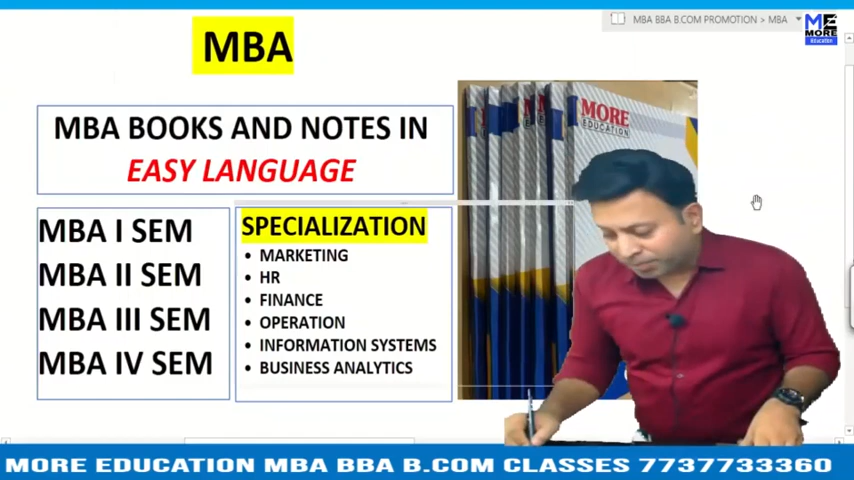 MBA BBA B.COM PROMOTION > MBA
ME
MORE
Education
MBA
MBA BOOKS AND NOTES IN
EASY LANGUAGE
MORE
EDUCATION
MBA I SEM
MBA II SEM
MBA III SEM
MBA IV SEM
SPECIALIZATION
• MARKETING
• HR
• FINANCE
• OPERATION
• INFORMATION SYSTEMS
• BUSINESS ANALYTICS
MORE EDUCATION MBA BBA B.COM CLASSES 7737733360